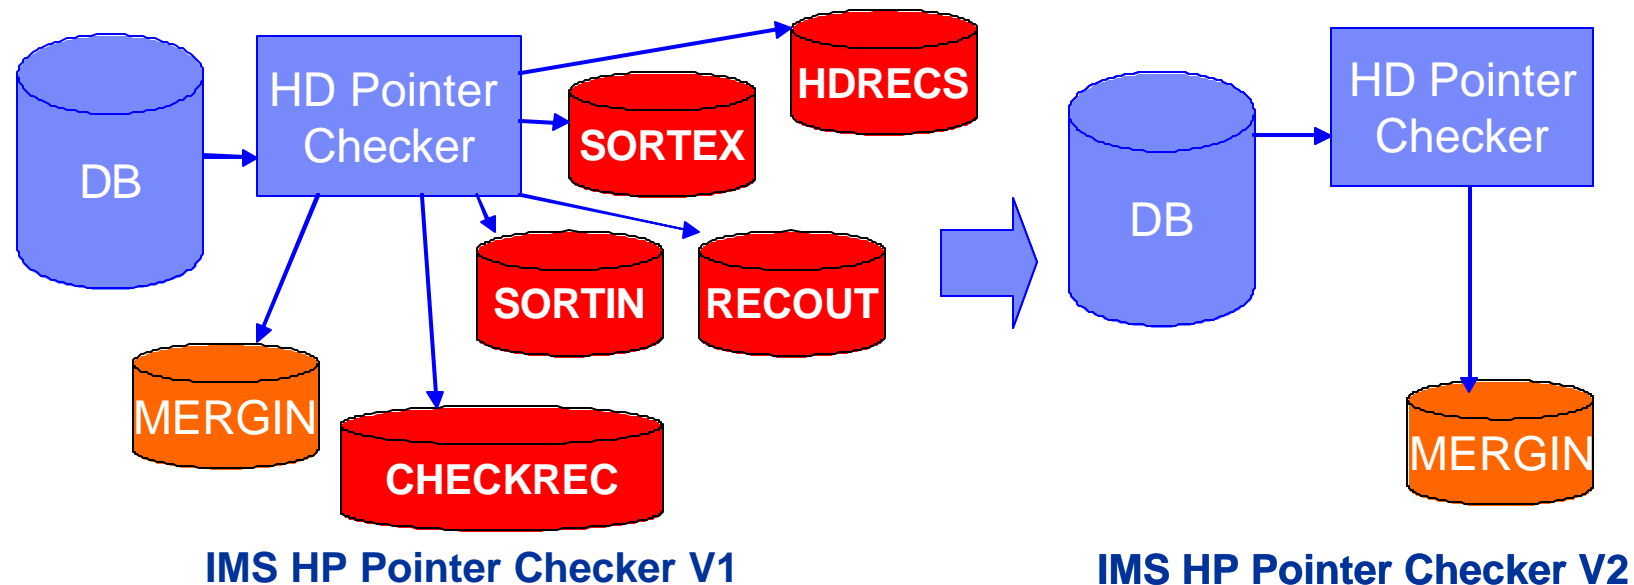 DB
HD Pointer
Checker
HDRECS
SORTEX
SORTIN
RECOUT
MERGIN
CHECKREC
IMS HP Pointer Checker V1
DB
HD Pointer
Checker
MERGIN
IMS HP Pointer Checker V2